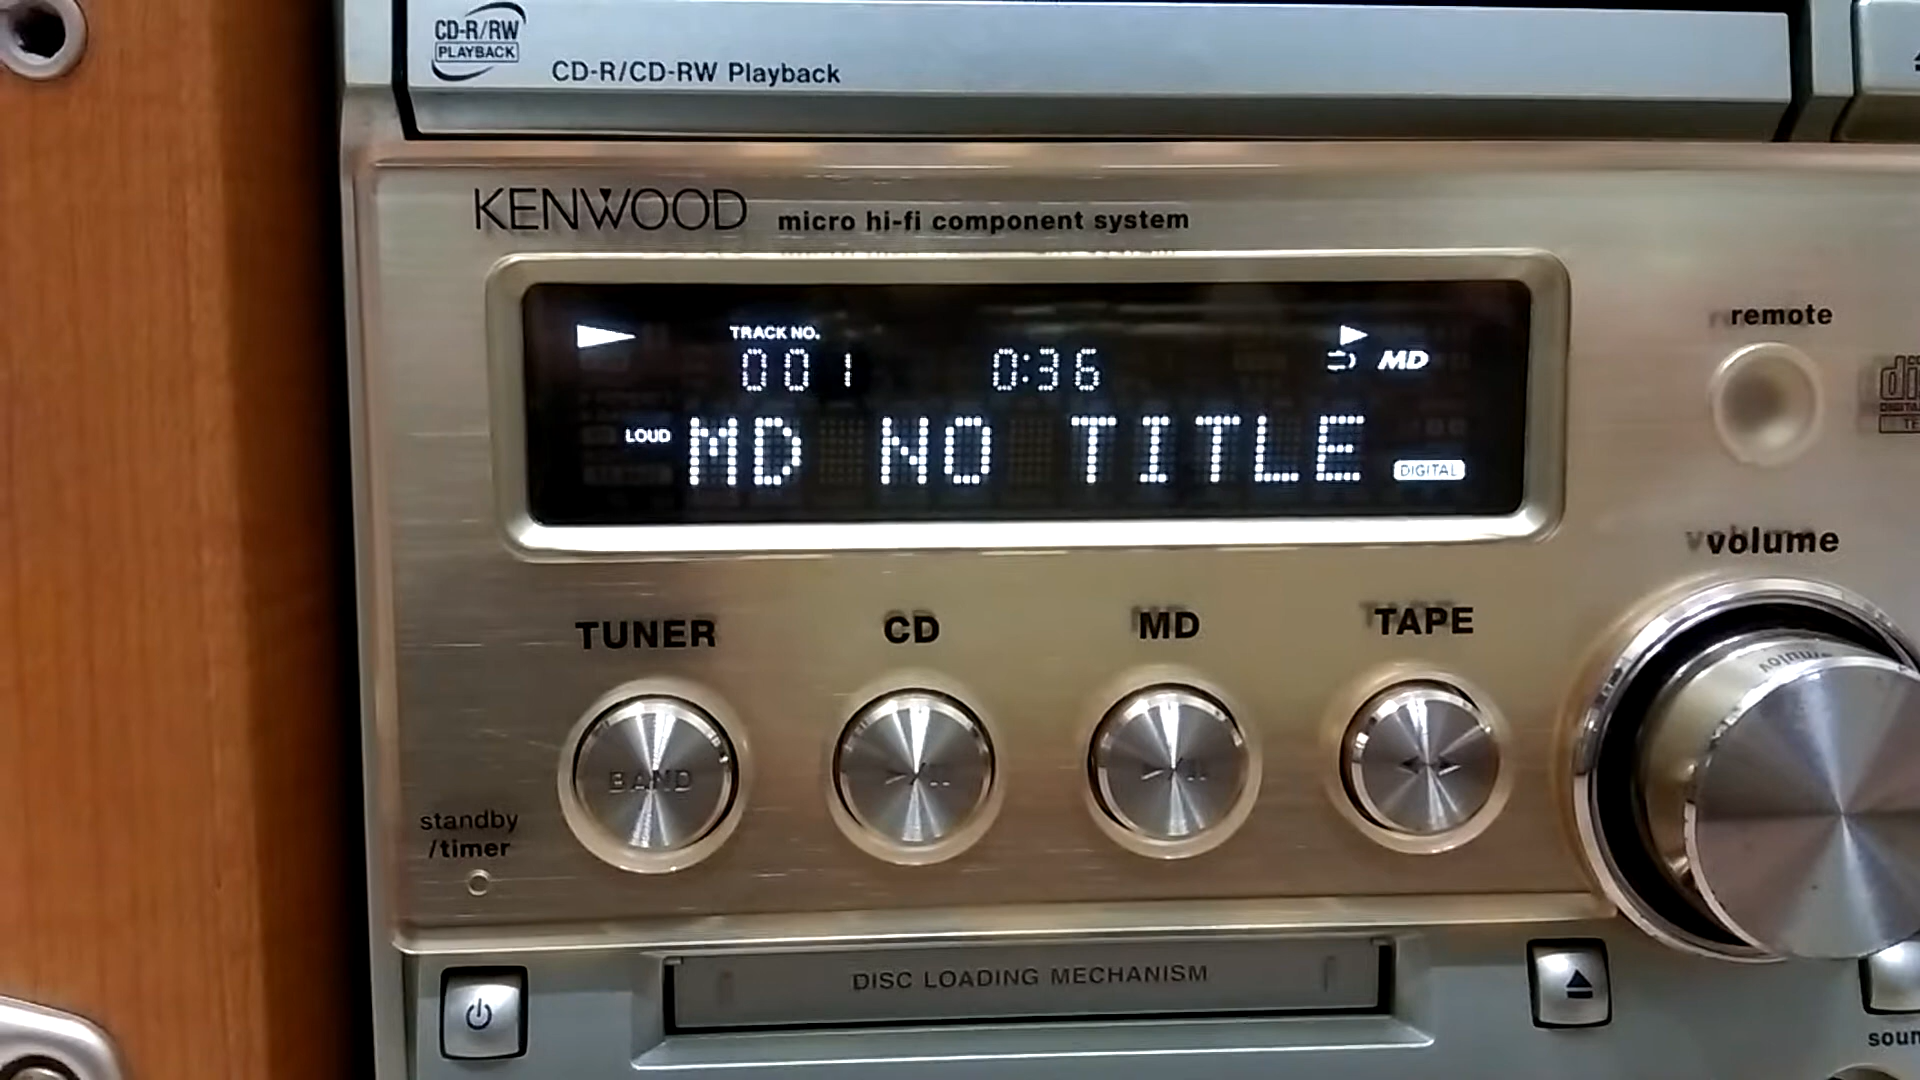 CD-R/RW
PLAYBACK
CD-R/CD-RW Playback
KENWOOD micro hi-fi component system
TRACK NO.
001 0:36 MD
LOUD MD NO TITLE DIGITAL
remote
volume
TUNER CD MD TAPE
BAND
standby
/timer
DISC LOADING MECHANISM